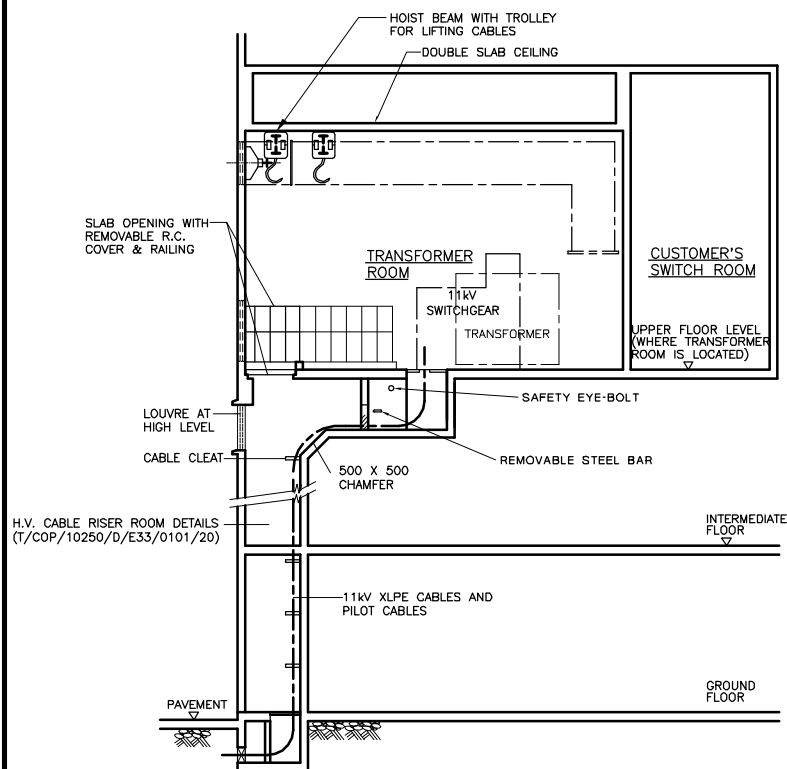 HOIST BEAM WITH TROLLEY
FOR LIFTING CABLES
DOUBLE SLAB CEILING
SLAB OPENING WITH
REMOVABLE R.C.
COVER & RAILING
TRANSFORMER
ROOM
CUSTOMER'S
SWITCH ROOM
11kV
SWITCHGEAR
TRANSFORMER
UPPER FLOOR LEVEL
(WHERE TRANSFORMER
ROOM IS LOCATED)
SAFETY EYE-BOLT
LOUVRE AT
HIGH LEVEL
CABLE CLEAT
REMOVABLE STEEL BAR
500 X 500
CHAMFER
H.V. CABLE RISER ROOM DETAILS
(T/COP/10250/D/E33/0101/20)
INTERMEDIATE
FLOOR
11kV XLPE CABLES AND
PILOT CABLES
GROUND
FLOOR
PAVEMENT